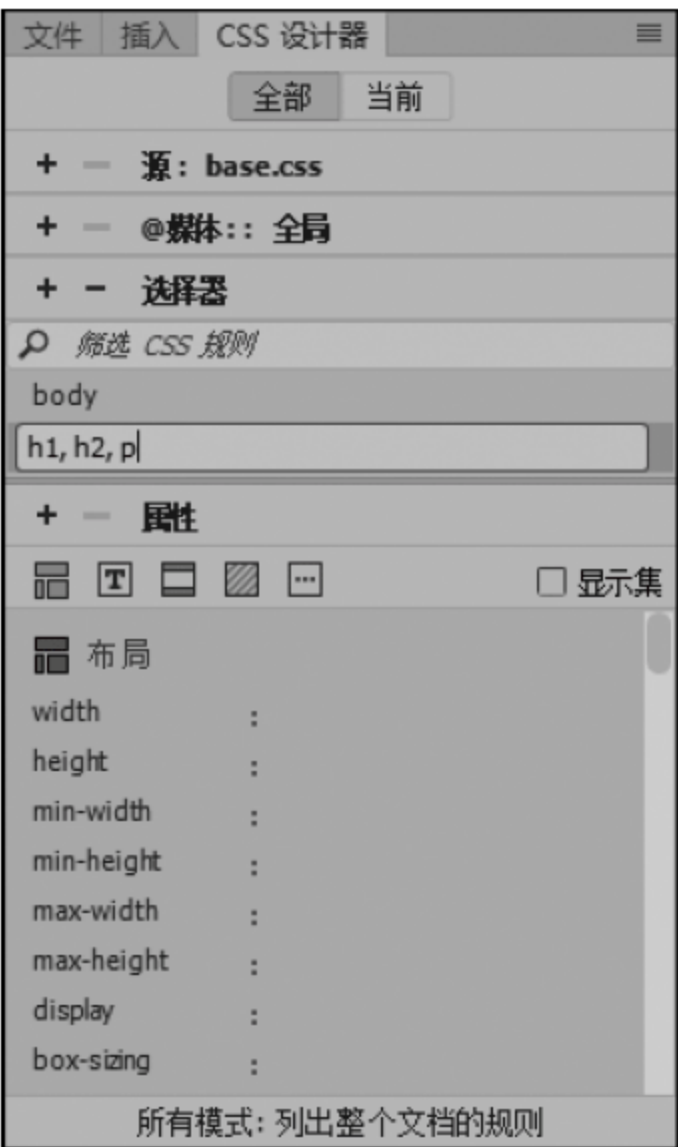 文件 插入 CSS 设计器
全部 当前
+ − 源: base.css
+ − @媒体:: 全局
+ − 选择器
筛选 CSS 规则
body
h1, h2, p
+ − 属性
T ... 显示集
布局
width :
height :
min-width :
min-height :
max-width :
max-height :
display :
box-sizing :
所有模式: 列出整个文档的规则